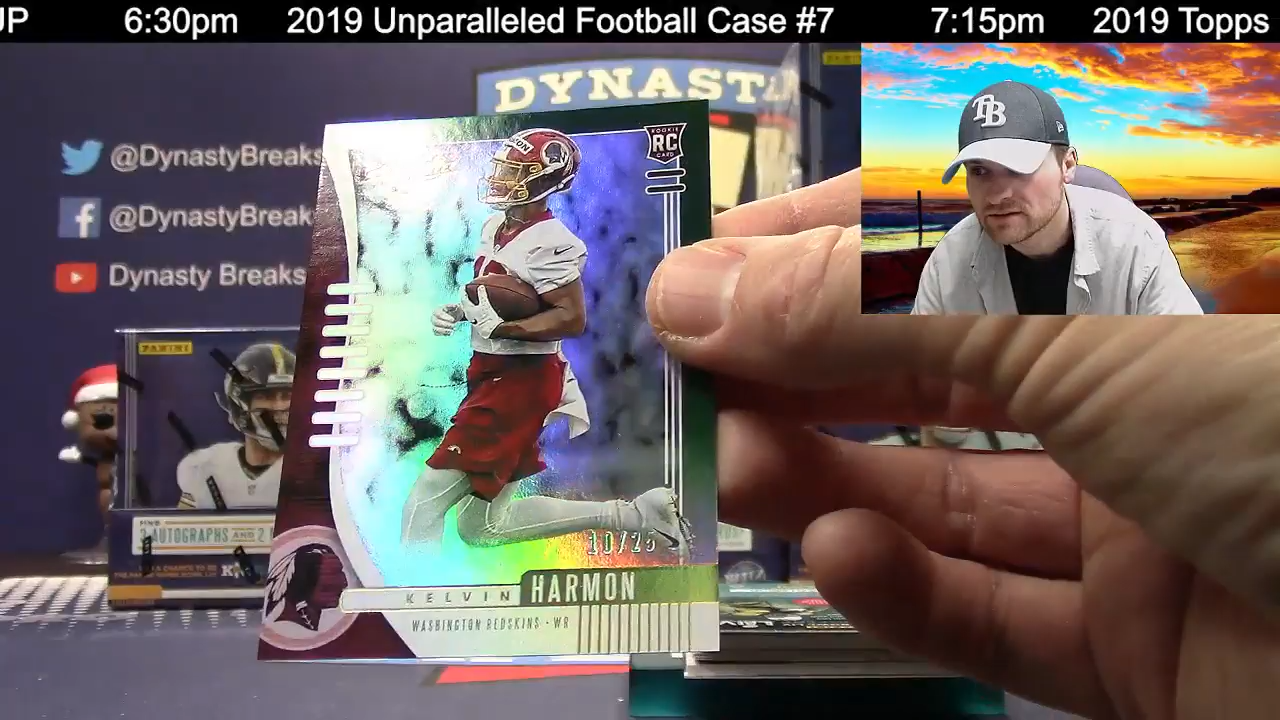 UP 6:30pm 2019 Unparalleled Football Case #7 7:15pm 2019 Topps
DYNAST
@DynastyBreaks
@DynastyBreak
Dynasty Breaks
TB
ROOKIE
RC
CARD
PANINI
AUTOGRAPHS AND 2
10/25
KELVIN HARMON
WASHINGTON REDSKINS - WR